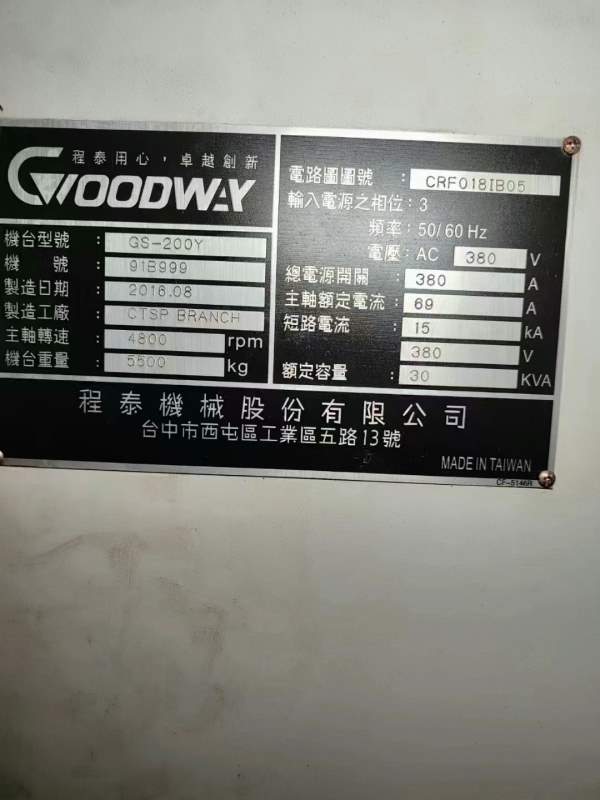 程泰用心，卓越創新
GOODWAY
機台型號 : GS-200Y
機 號 : 91B999
製造日期 : 2016.08
製造工廠 : CTSP BRANCH
主軸轉速 : 4800 rpm
機台重量 : 5500 kg
電路圖圖號 : CRF018IB05
輸入電源之相位 : 3
頻率 : 50/60 Hz
電壓 : AC 380 V
總電源開關 : 380 A
主軸額定電流 : 69 A
短路電流 : 15 kA
380 V
額定容量 : 30 KVA
程泰機械股份有限公司
台中市西屯區工業區五路13號
MADE IN TAIWAN
CF-5146R